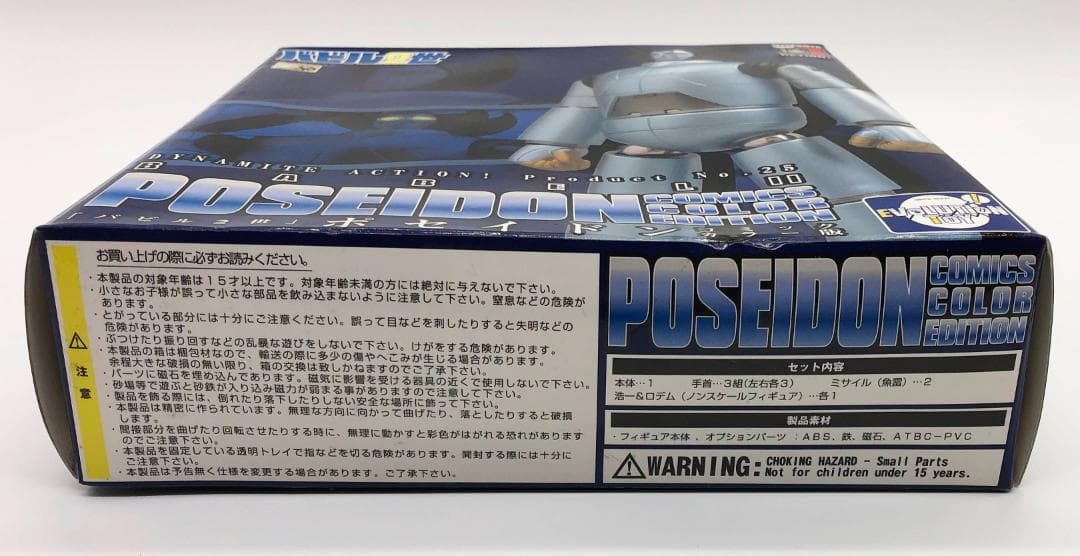 バビル2世
DYNAMITE ACTION! Product No.25
BABEL II
POSEIDON
COMICS
COLOR
EDITION
「バビル2世」ポセイドン
EVOLUTION
TOY
お買い上げの際に必ずお読みください。
注意
・本製品の対象年齢は15才以上です。対象年齢未満の方には絶対に与えないで下さい。
・小さなお子様が誤って小さな部品を飲み込まないように注意して下さい。窒息などの危険が
あります。
・とがっている部分には十分にご注意ください。誤って目などを刺したりすると失明などの
危険があります。
・ぶつけたり振り回すなどの乱暴な遊びをしないで下さい。けがをする危険があります。
・本製品の箱は梱包材なので、輸送の際に多少の傷やへこみが生じる場合があります。
余程大きな破損の無い限り、箱の交換は致しかねますのでご了承下さい。
・パーツに磁石を埋め込んであります。磁気に影響を受ける器具の近くで使用しないで下さい。
・砂場等で遊ぶと砂鉄が入り込み磁力が弱まる事がありますので注意して下さい。
・製品を飾る際には、倒れたり落下したりしない安全な場所に飾って下さい。
・本製品は精密に作られています。無理な方向に向かって曲げたり、落としたりすると破損
します。
・間接部分を曲げたり回転させたりする時に、無理に動かすと彩色がはがれる恐れがあります
のでご注意下さい。
・本製品を固定している透明トレイで指などを切る危険があります。開封する際には十分に
ご注意下さい。
・本製品は予告無く仕様を変更する場合があります。ご了承下さい。
POSEIDON
COMICS
COLOR
EDITION
セット内容
本体…1 手首…3組(左右各3) ミサイル(魚雷)…2
浩一&ロデム(ノンスケールフィギュア)…各1
製品素材
・フィギュア本体、オプションパーツ:ABS、鉄、磁石、ATBC-PVC
WARNING: CHOKING HAZARD - Small Parts
Not for children under 15 years.